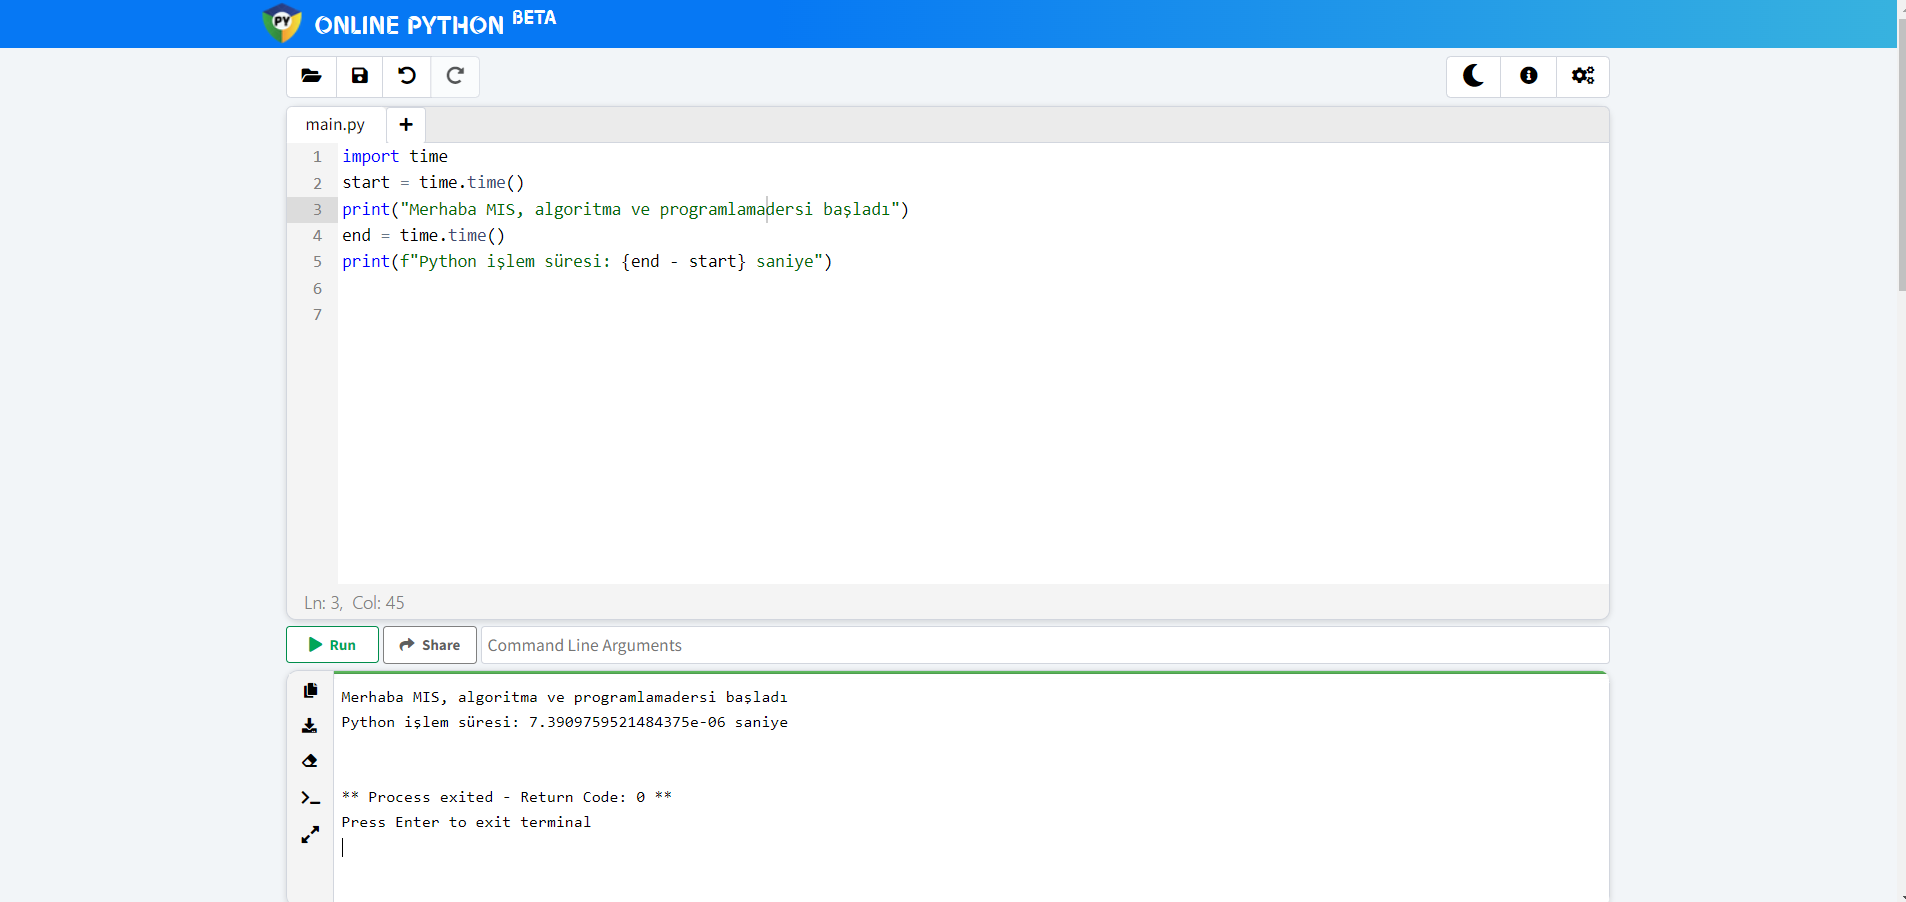 PY ONLINE PYTHON BETA
main.py +
1 import time
2 start = time.time()
3 print("Merhaba MIS, algoritma ve programlamadersi başladı")
4 end = time.time()
5 print(f"Python işlem süresi: {end - start} saniye")
6
7
Ln: 3, Col: 45
Run Share Command Line Arguments
Merhaba MIS, algoritma ve programlamadersi başladı
Python işlem süresi: 7.3909759521484375e-06 saniye
** Process exited - Return Code: 0 **
Press Enter to exit terminal